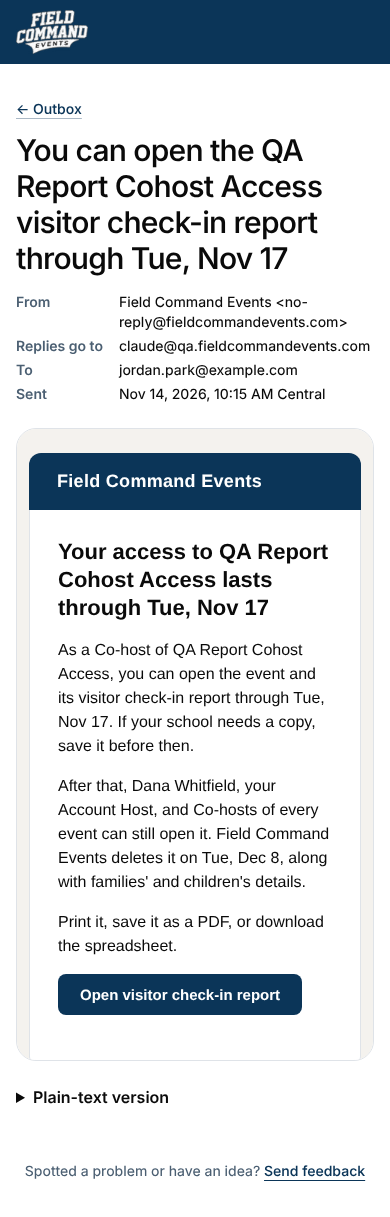 FIELD
COMMAND
EVENTS
← Outbox
You can open the QA
Report Cohost Access
visitor check-in report
through Tue, Nov 17
From Field Command Events <no-
reply@fieldcommandevents.com>
Replies go to claude@qa.fieldcommandevents.com
To jordan.park@example.com
Sent Nov 14, 2026, 10:15 AM Central
Field Command Events
Your access to QA Report
Cohost Access lasts
through Tue, Nov 17
As a Co-host of QA Report Cohost
Access, you can open the event and
its visitor check-in report through Tue,
Nov 17. If your school needs a copy,
save it before then.
After that, Dana Whitfield, your
Account Host, and Co-hosts of every
event can still open it. Field Command
Events deletes it on Tue, Dec 8, along
with families' and children's details.
Print it, save it as a PDF, or download
the spreadsheet.
Open visitor check-in report
Plain-text version
Spotted a problem or have an idea? Send feedback